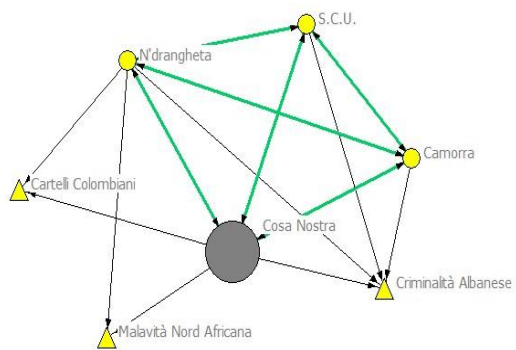 S.C.U.
N'drangheta
Camorra
Cartelli Colombiani
Cosa Nostra
Criminalità Albanese
Malavità Nord Africana